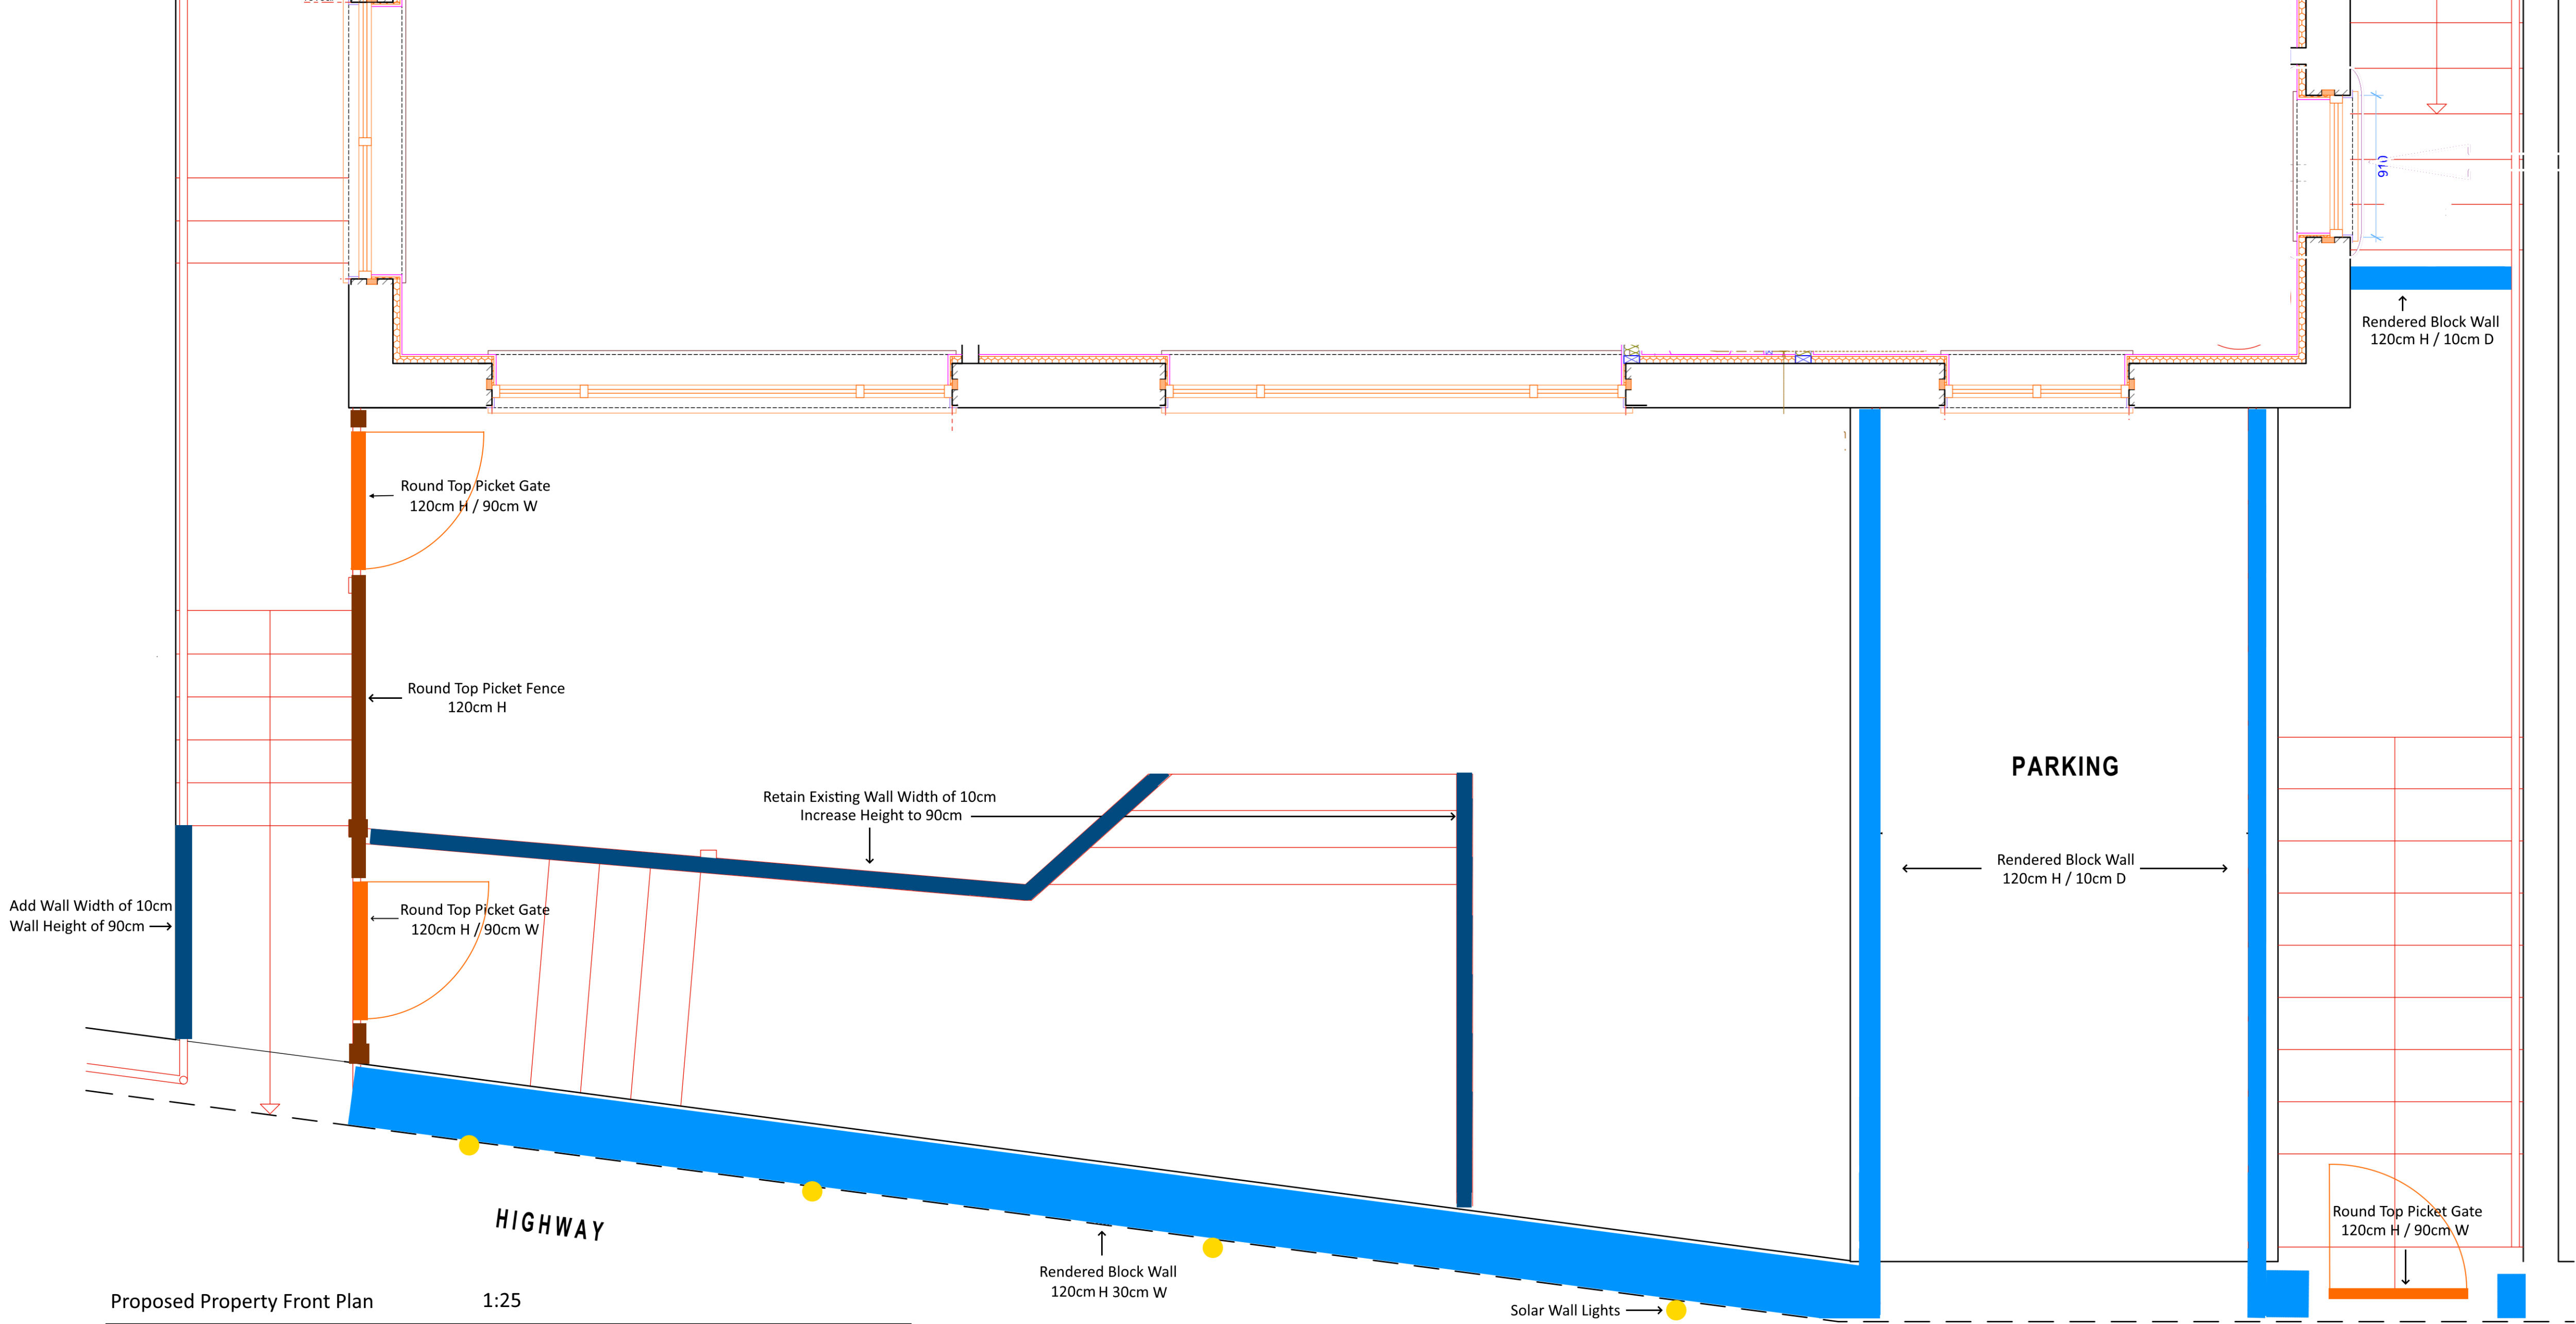 910
Rendered Block Wall
120cm H / 10cm D
Round Top Picket Gate
120cm H / 90cm W
Round Top Picket Fence
120cm H
PARKING
Retain Existing Wall Width of 10cm
Increase Height to 90cm
Rendered Block Wall
120cm H / 10cm D
Add Wall Width of 10cm
Wall Height of 90cm
Round Top Picket Gate
120cm H / 90cm W
HIGHWAY
Round Top Picket Gate
120cm H / 90cm W
Rendered Block Wall
120cm H 30cm W
Solar Wall Lights
Proposed Property Front Plan 1:25